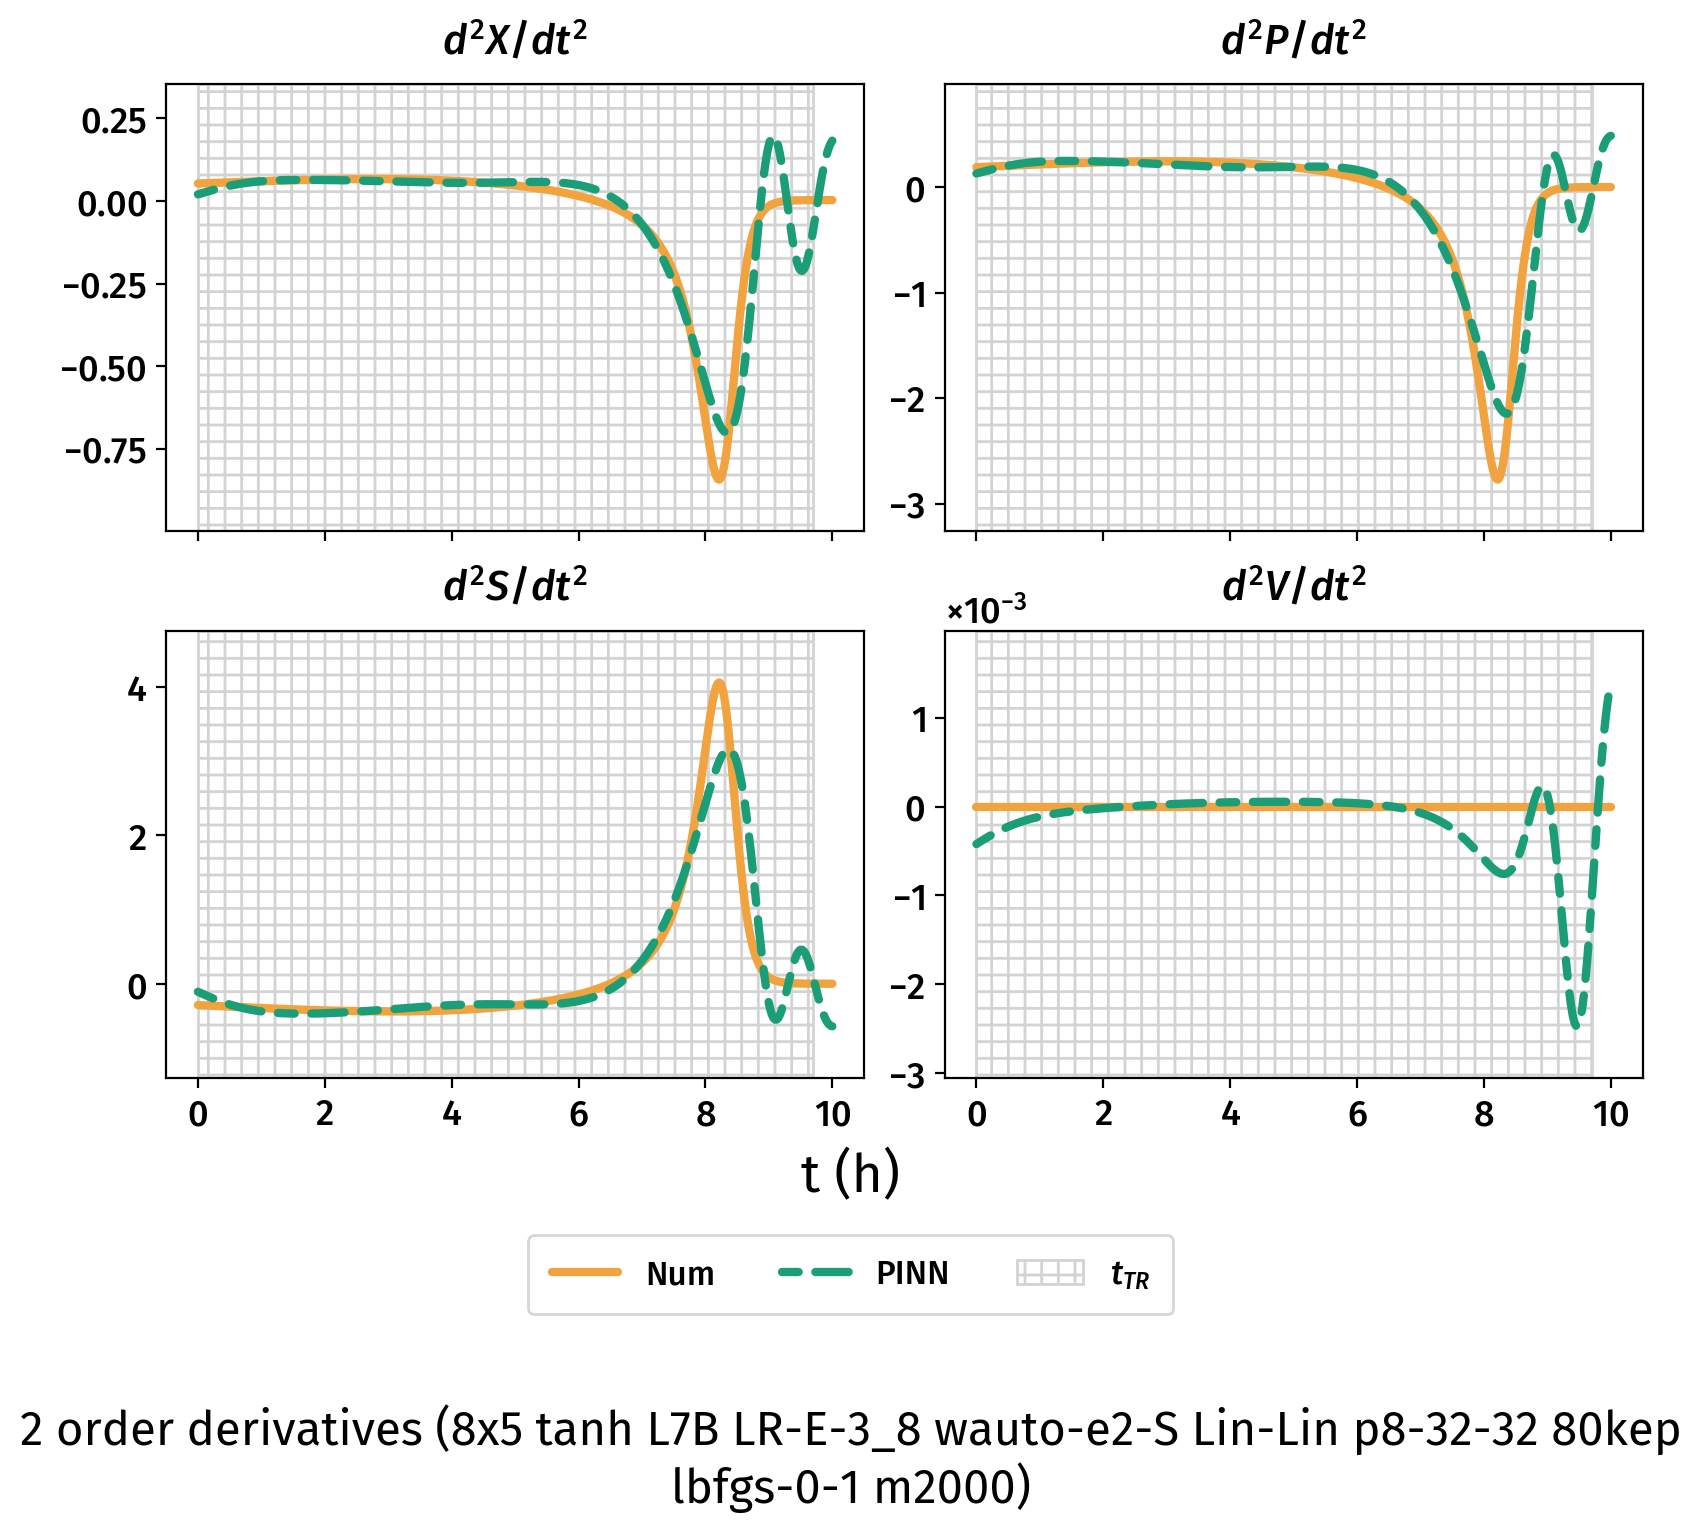 d²X/dt²
d²P/dt²
0.25
0.00
−0.25
−0.50
−0.75
0
−1
−2
−3
d²S/dt²
d²V/dt²
×10⁻³
4
2
0
1
0
−1
−2
−3
0 2 4 6 8 10
0 2 4 6 8 10
t (h)
Num PINN t_TR
2 order derivatives (8x5 tanh L7B LR-E-3_8 wauto-e2-S Lin-Lin p8-32-32 80kep
lbfgs-0-1 m2000)